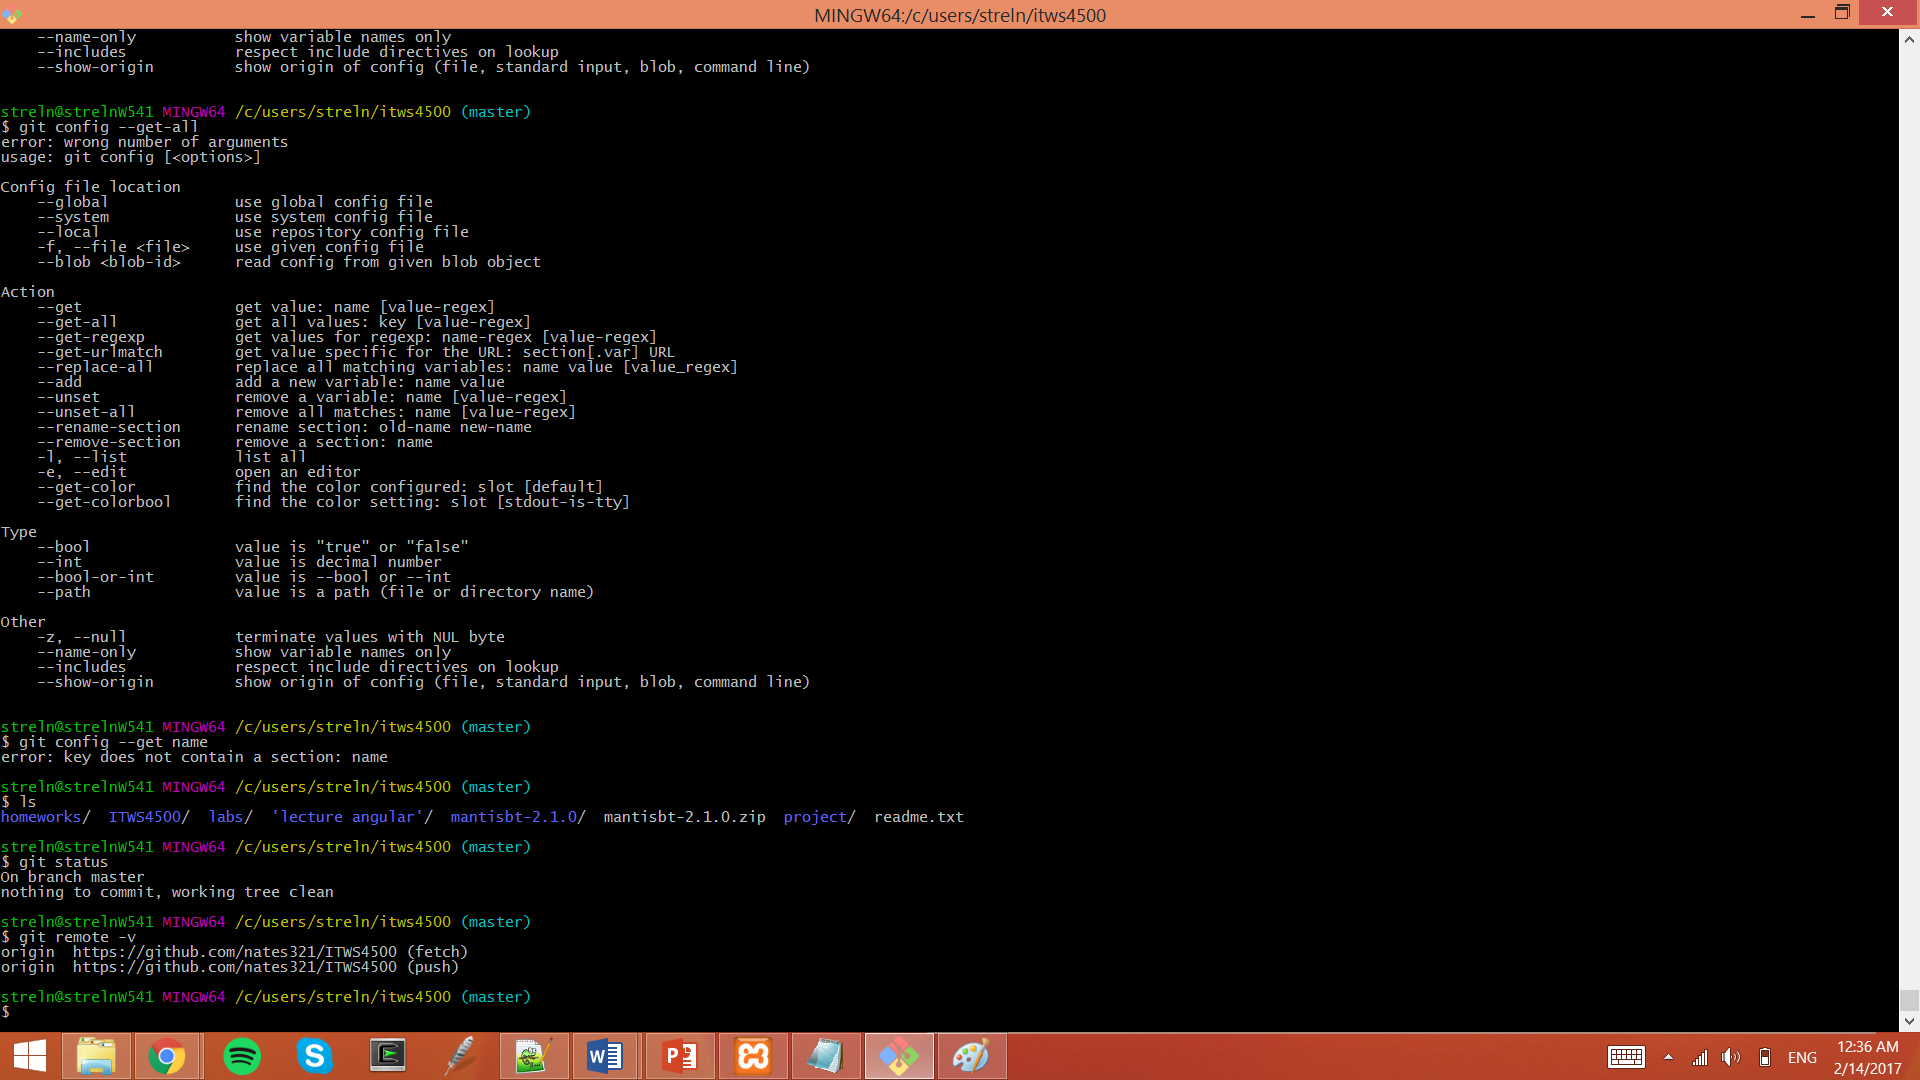 MINGW64:/c/users/streln/itws4500
    --name-only           show variable names only
    --includes            respect include directives on lookup
    --show-origin         show origin of config (file, standard input, blob, command line)
streln@strelnW541 MINGW64 /c/users/streln/itws4500 (master)
$ git config --get-all
error: wrong number of arguments
usage: git config [<options>]
Config file location
    --global              use global config file
    --system              use system config file
    --local               use repository config file
    -f, --file <file>     use given config file
    --blob <blob-id>      read config from given blob object
Action
    --get                 get value: name [value-regex]
    --get-all             get all values: key [value-regex]
    --get-regexp          get values for regexp: name-regex [value-regex]
    --get-urlmatch        get value specific for the URL: section[.var] URL
    --replace-all         replace all matching variables: name value [value_regex]
    --add                 add a new variable: name value
    --unset               remove a variable: name [value-regex]
    --unset-all           remove all matches: name [value-regex]
    --rename-section      rename section: old-name new-name
    --remove-section      remove a section: name
    -l, --list            list all
    -e, --edit            open an editor
    --get-color           find the color configured: slot [default]
    --get-colorbool       find the color setting: slot [stdout-is-tty]
Type
    --bool                value is "true" or "false"
    --int                 value is decimal number
    --bool-or-int         value is --bool or --int
    --path                value is a path (file or directory name)
Other
    -z, --null            terminate values with NUL byte
    --name-only           show variable names only
    --includes            respect include directives on lookup
    --show-origin         show origin of config (file, standard input, blob, command line)
streln@strelnW541 MINGW64 /c/users/streln/itws4500 (master)
$ git config --get name
error: key does not contain a section: name
streln@strelnW541 MINGW64 /c/users/streln/itws4500 (master)
$ ls
homeworks/  ITWS4500/  labs/  'lecture angular'/  mantisbt-2.1.0/  mantisbt-2.1.0.zip  project/  readme.txt
streln@strelnW541 MINGW64 /c/users/streln/itws4500 (master)
$ git status
On branch master
nothing to commit, working tree clean
streln@strelnW541 MINGW64 /c/users/streln/itws4500 (master)
$ git remote -v
origin  https://github.com/nates321/ITWS4500 (fetch)
origin  https://github.com/nates321/ITWS4500 (push)
streln@strelnW541 MINGW64 /c/users/streln/itws4500 (master)
$
ENG
12:36 AM
2/14/2017